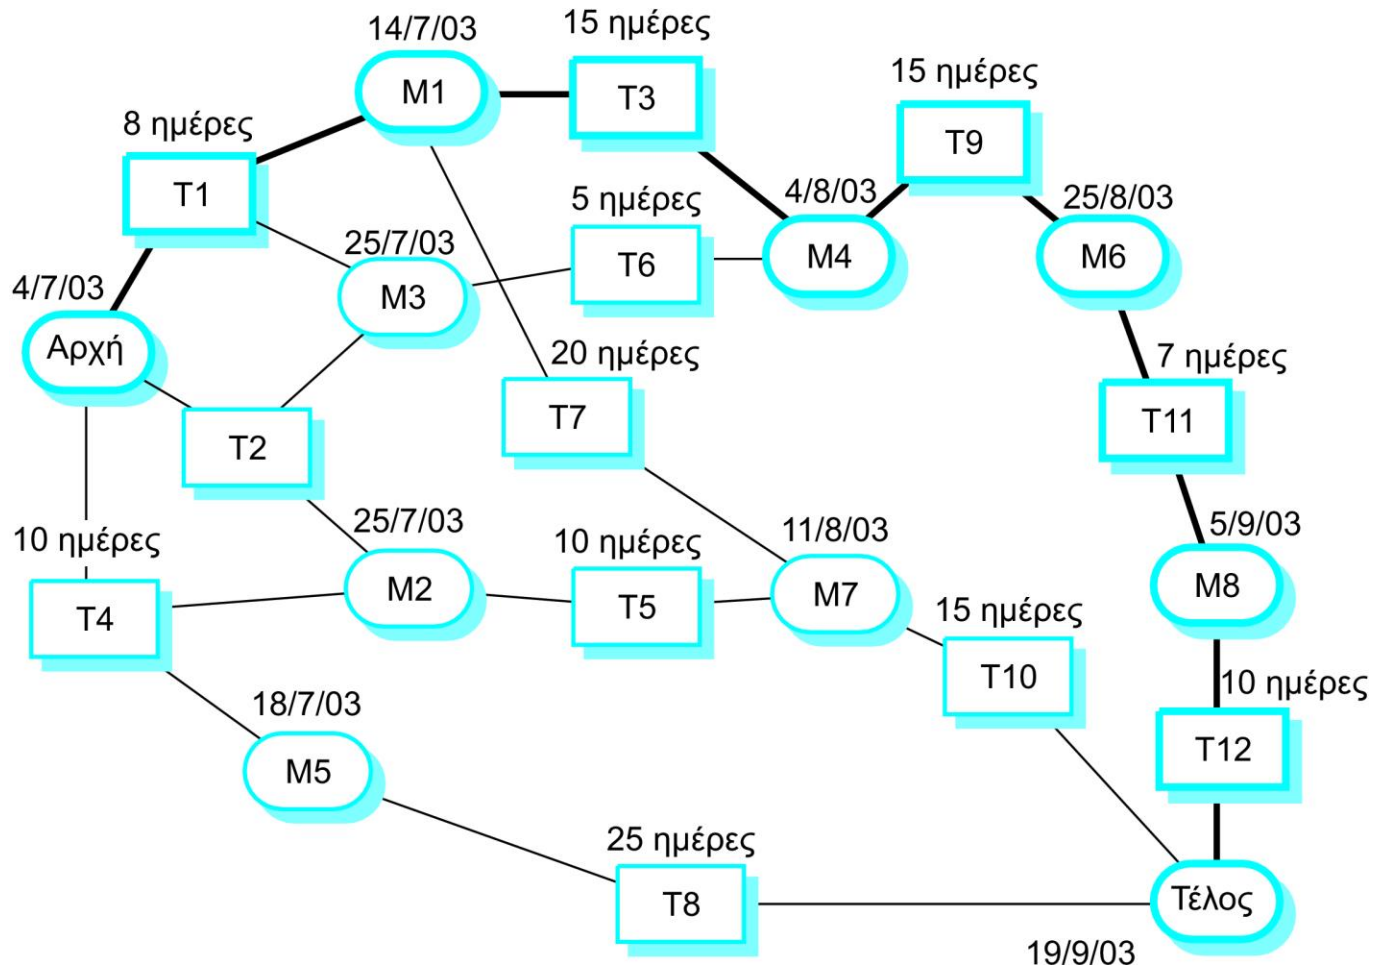 14/7/03
15 ημέρες
M1
T3
15 ημέρες
8 ημέρες
T9
T1
4/8/03
25/8/03
5 ημέρες
25/7/03
M4
M6
T6
M3
4/7/03
Αρχή
20 ημέρες
7 ημέρες
T7
T11
T2
25/7/03
5/9/03
10 ημέρες
10 ημέρες
11/8/03
M8
M2
M7
T4
T5
15 ημέρες
T10
10 ημέρες
18/7/03
T12
M5
25 ημέρες
T8
Τέλος
19/9/03